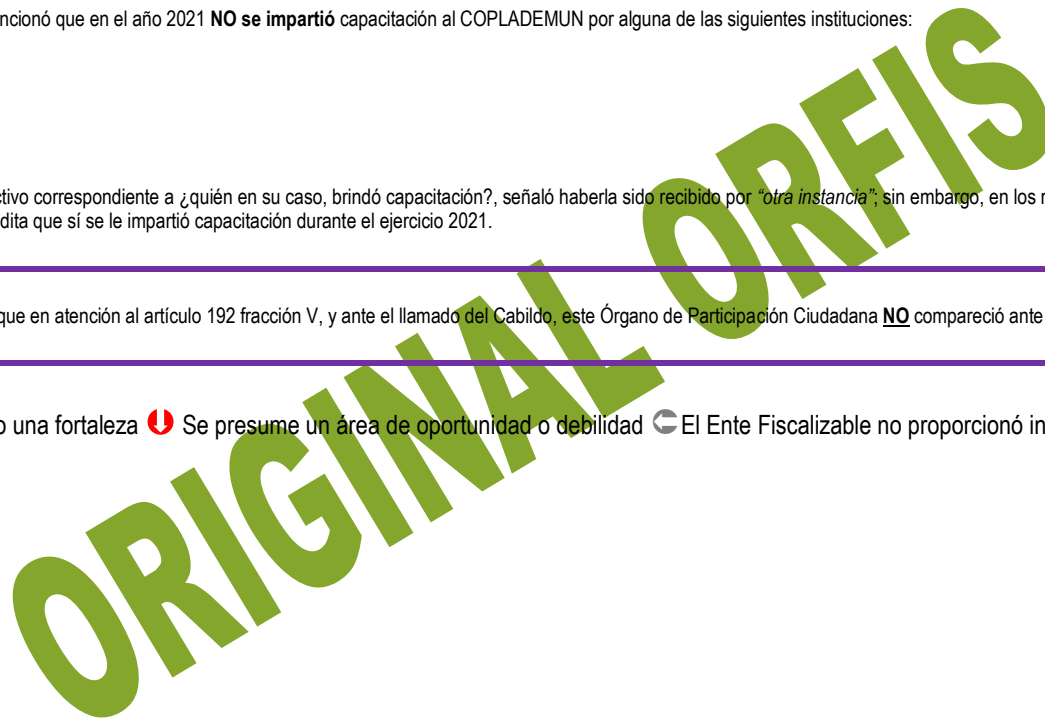 ncionó que en el año 2021 NO se impartió capacitación al COPLADEMUN por alguna de las siguientes instituciones:
ctivo correspondiente a ¿quién en su caso, brindó capacitación?, señaló haberla sido recibido por “otra instancia”; sin embargo, en los r
dita que sí se le impartió capacitación durante el ejercicio 2021.
que en atención al artículo 192 fracción V, y ante el llamado del Cabildo, este Órgano de Participación Ciudadana NO compareció ante
o una fortaleza Se presume un área de oportunidad o debilidad El Ente Fiscalizable no proporcionó in
ORIGINAL ORFIS